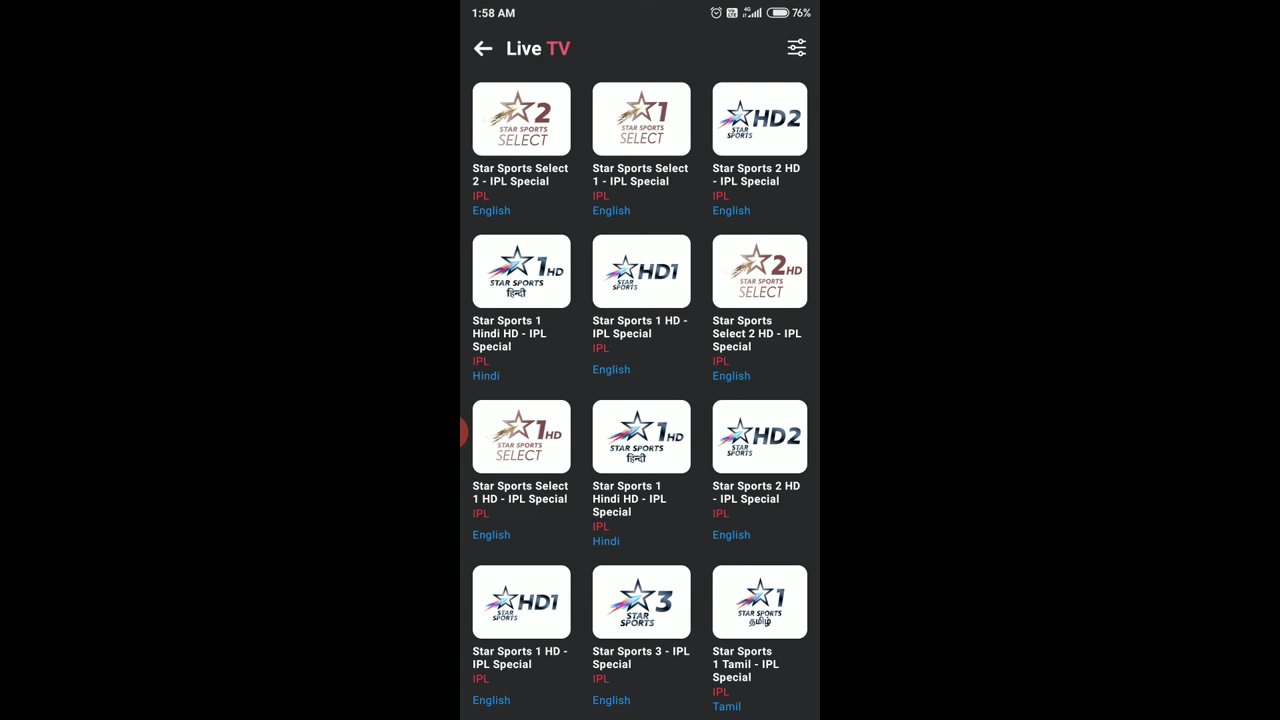 1:58 AM
4G
76%
Live TV
2
STAR SPORTS
SELECT
1
STAR SPORTS
SELECT
HD2
STAR
SPORTS
Star Sports Select
2 - IPL Special
IPL
English
Star Sports Select
1 - IPL Special
IPL
English
Star Sports 2 HD
- IPL Special
IPL
English
1HD
STAR SPORTS
हिन्दी
HD1
STAR
SPORTS
2HD
STAR SPORTS
SELECT
Star Sports 1
Hindi HD - IPL
Special
IPL
Hindi
Star Sports 1 HD -
IPL Special
IPL
English
Star Sports
Select 2 HD - IPL
Special
IPL
English
1HD
STAR SPORTS
SELECT
1HD
STAR SPORTS
हिन्दी
HD2
STAR
SPORTS
Star Sports Select
1 HD - IPL Special
IPL
English
Star Sports 1
Hindi HD - IPL
Special
IPL
Hindi
Star Sports 2 HD
- IPL Special
IPL
English
HD1
STAR
SPORTS
3
STAR
SPORTS
1
STAR SPORTS
தமிழ்
Star Sports 1 HD -
IPL Special
IPL
English
Star Sports 3 - IPL
Special
IPL
English
Star Sports
1 Tamil - IPL
Special
IPL
Tamil